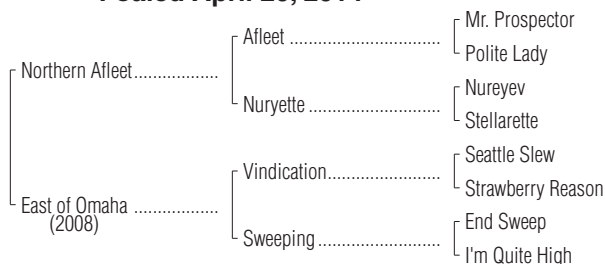 Mr. Prospector
Afleet ........................................
Polite Lady
Northern Afleet....................
Nureyev
Nuryette ...................................
Stellarette
Seattle Slew
Vindication..............................
Strawberry Reason
East of Omaha ....................
(2008)
End Sweep
Sweeping..................................
I'm Quite High